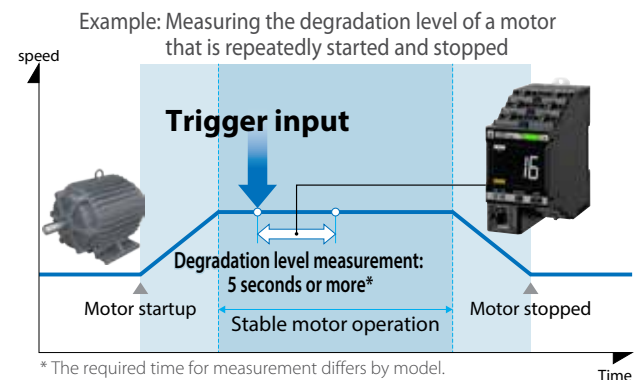 Example: Measuring the degradation level of a motor
that is repeatedly started and stopped
speed
Trigger input
16
Degradation level measurement:
5 seconds or more*
Motor startup
Stable motor operation
Motor stopped
* The required time for measurement differs by model.
Time